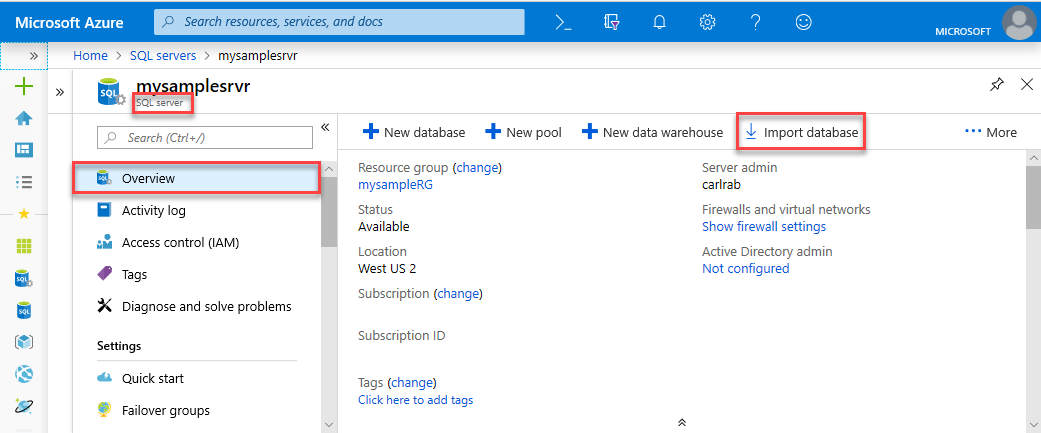 Microsoft Azure
Search resources, services, and docs
MICROSOFT
Home > SQL servers > mysamplesrvr
mysamplesrvr
SQL server
Search (Ctrl+/)
Overview
Activity log
Access control (IAM)
Tags
Diagnose and solve problems
Settings
Quick start
Failover groups
New database
New pool
New data warehouse
Import database
More
Resource group (change)
mysampleRG
Status
Available
Location
West US 2
Subscription (change)
Subscription ID
Tags (change)
Click here to add tags
Server admin
carlrab
Firewalls and virtual networks
Show firewall settings
Active Directory admin
Not configured